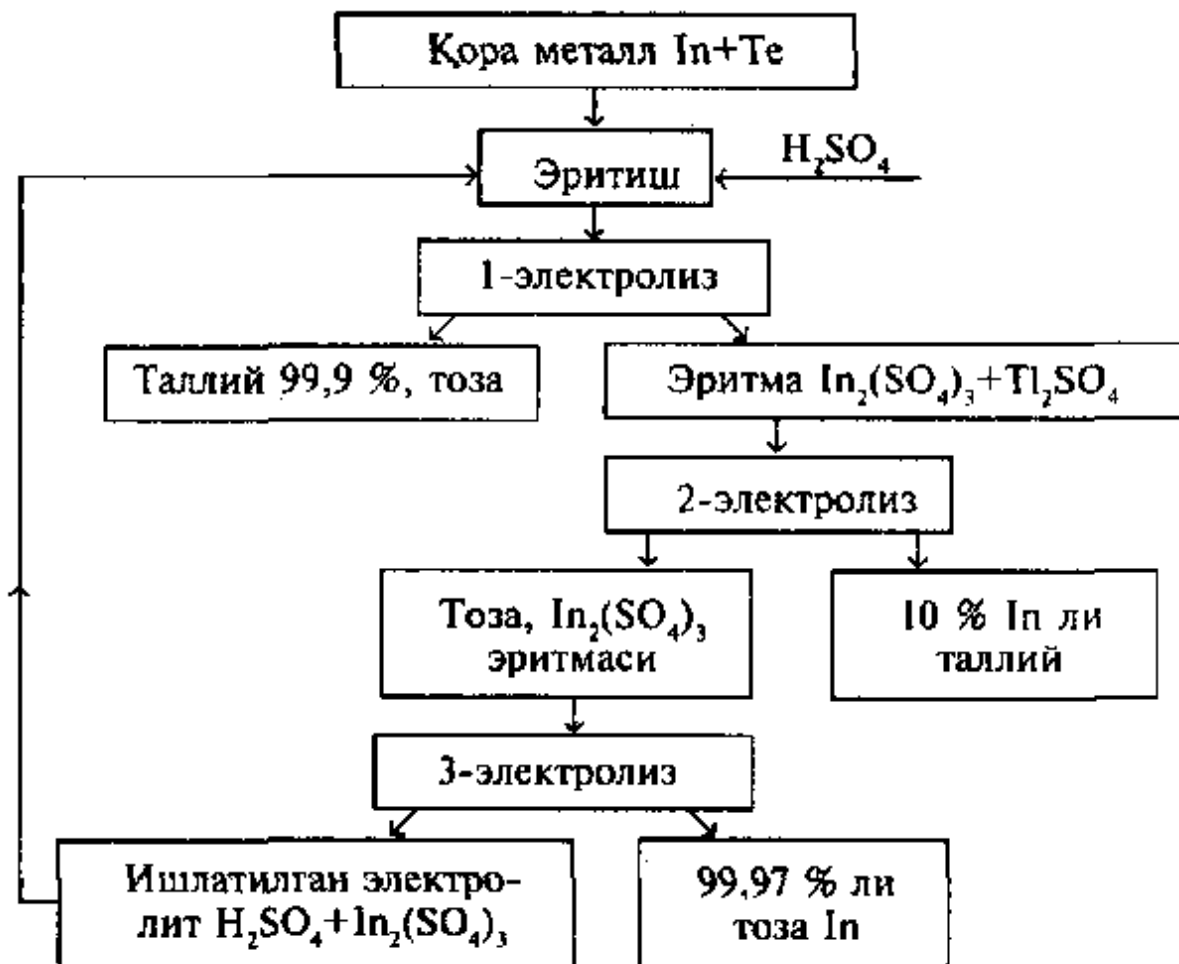 Қора металл In+Te
H₂SO₄
Эритиш
1-электролиз
Таллий 99,9 %, тоза
Эритма In₂(SO₄)₃+Tl₂SO₄
2-электролиз
Тоза, In₂(SO₄)₃
эритмаси
10 % In ли
таллий
3-электролиз
Ишлатилган электро-
лит H₂SO₄+In₂(SO₄)₃
99,97 % ли
тоза In